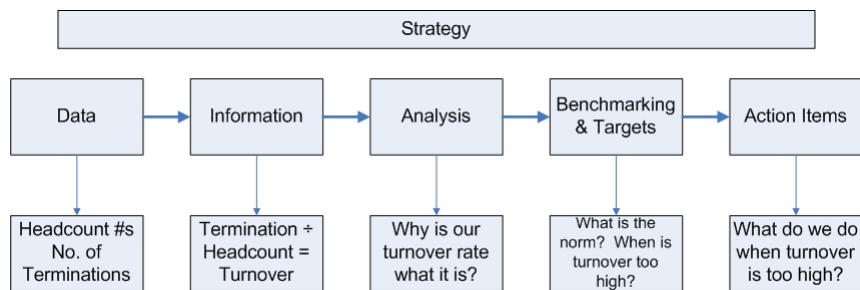 Strategy
Data
Information
Analysis
Benchmarking
& Targets
Action Items
Headcount #s
No. of
Terminations
Termination ÷
Headcount =
Turnover
Why is our
turnover rate
what it is?
What is the
norm?  When is
turnover too
high?
What do we do
when turnover
is too high?